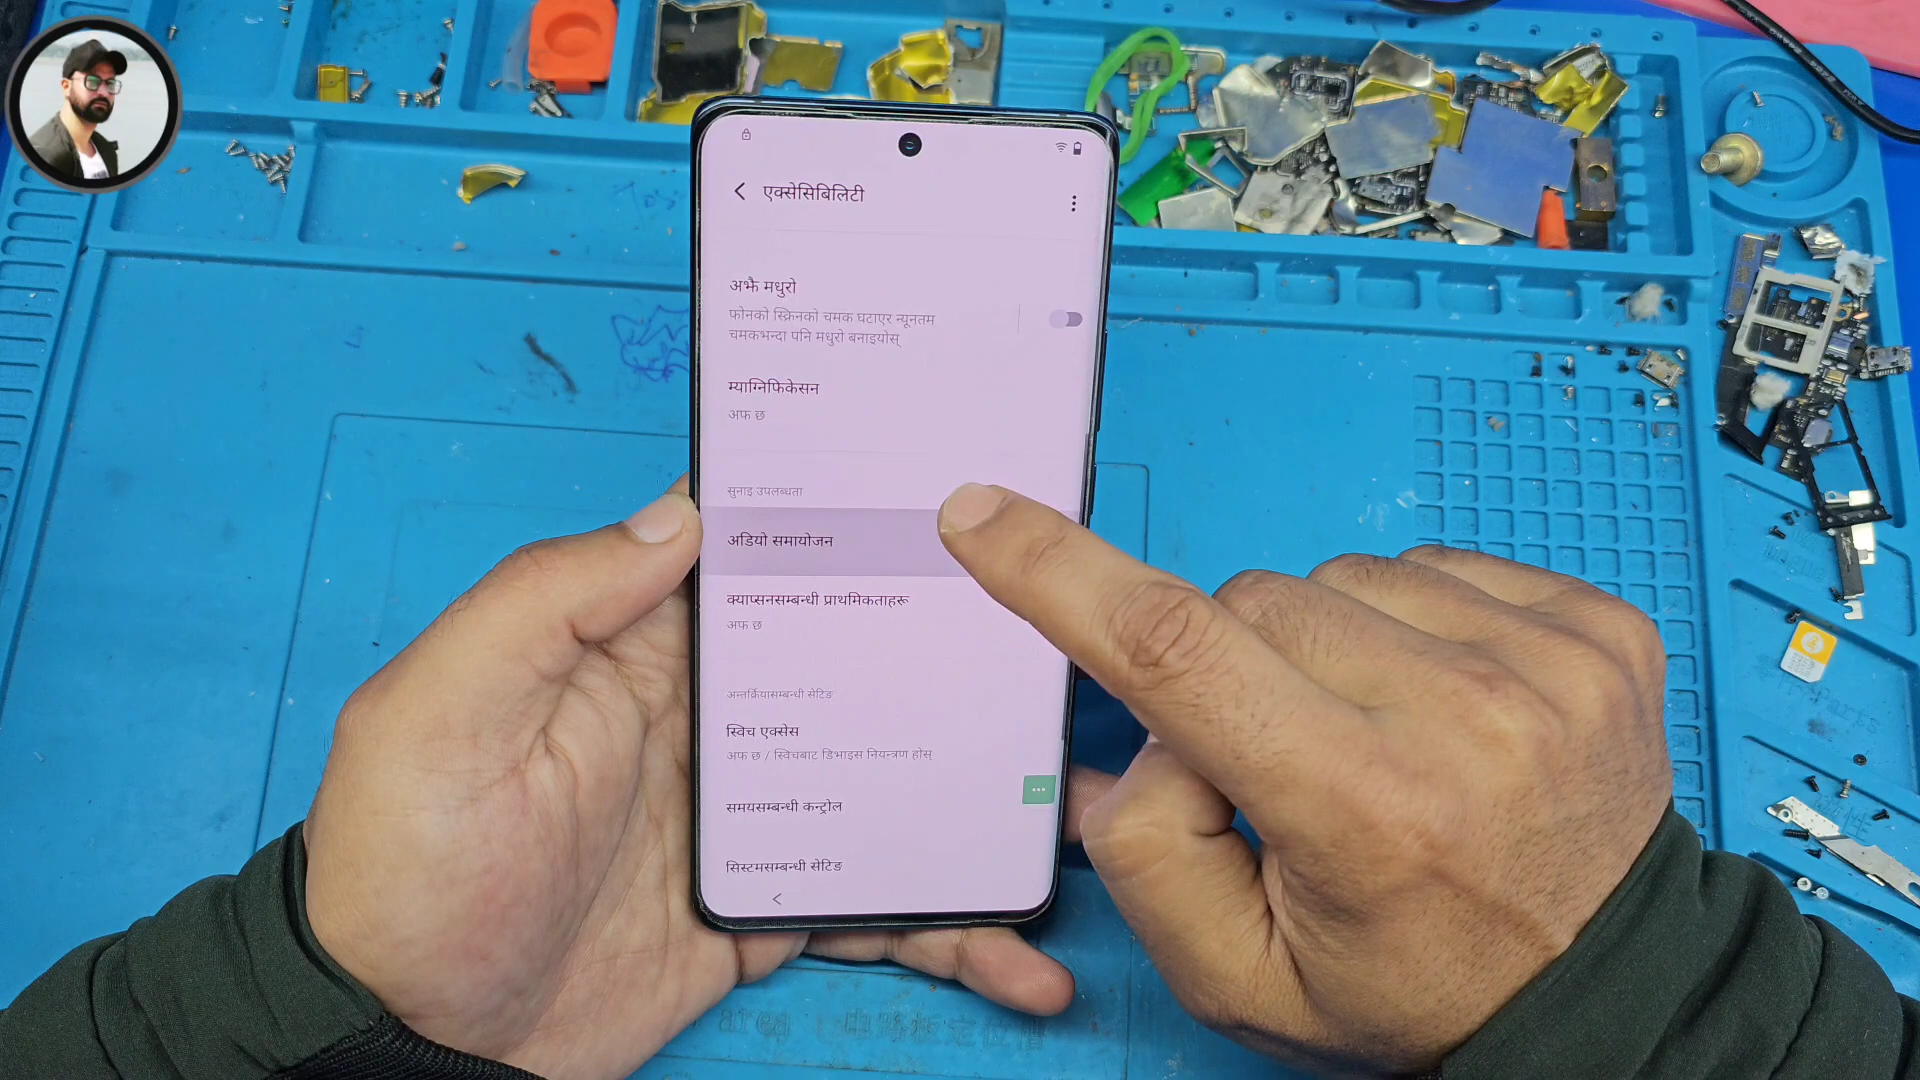 एक्सेसिबिलिटी
अझै मधुरो
फोनको स्क्रिनको चमक घटाएर न्यूनतम
चमकभन्दा पनि मधुरो बनाइयोस्
म्याग्निफिकेसन
अफ छ
सुनाइ उपलब्धता
अडियो समायोजन
क्याप्सनसम्बन्धी प्राथमिकताहरू
अफ छ
अन्तर्क्रियासम्बन्धी सेटिङ
स्विच एक्सेस
अफ छ / स्विचबाट डिभाइस नियन्त्रण होस्
समयसम्बन्धी कन्ट्रोल
सिस्टमसम्बन्धी सेटिङ
area